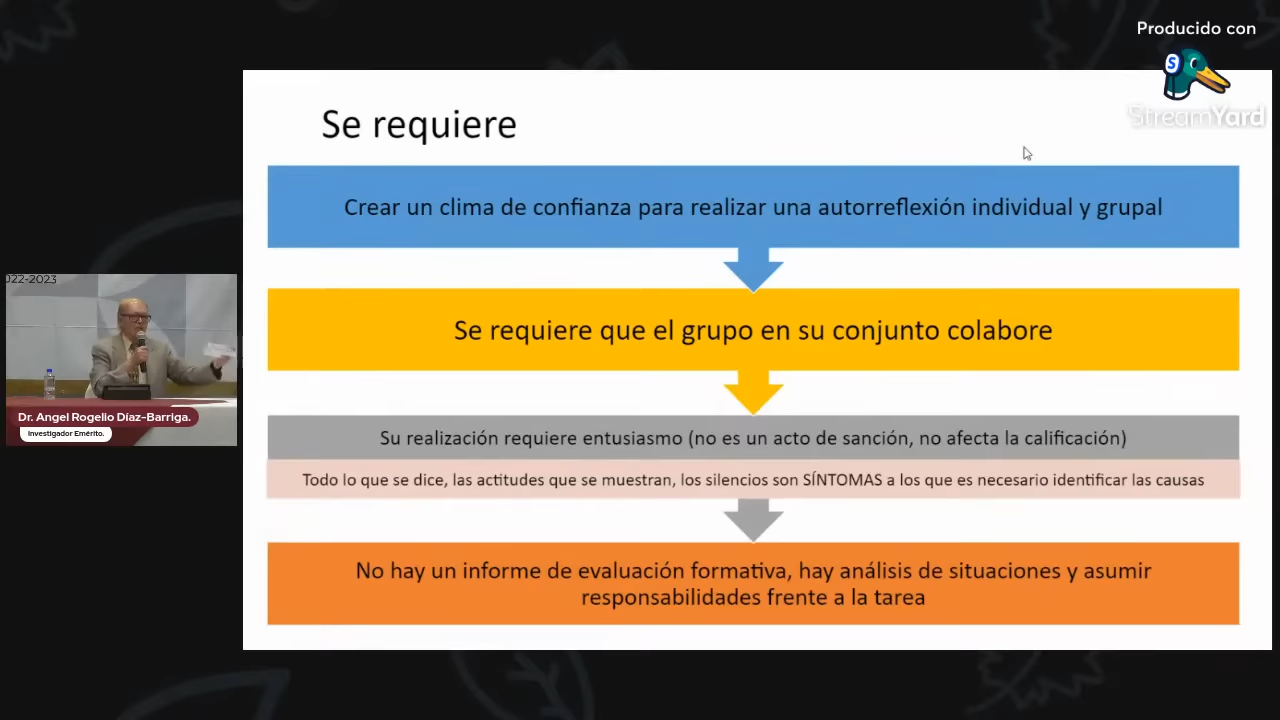 Producido con
StreamYard
Se requiere
Crear un clima de confianza para realizar una autorreflexión individual y grupal
Se requiere que el grupo en su conjunto colabore
Su realización requiere entusiasmo (no es un acto de sanción, no afecta la calificación)
Todo lo que se dice, las actitudes que se muestran, los silencios son SÍNTOMAS a los que es necesario identificar las causas
No hay un informe de evaluación formativa, hay análisis de situaciones y asumir
responsabilidades frente a la tarea
022-2023
Dr. Angel Rogelio Díaz-Barriga.
Investigador Emérito.